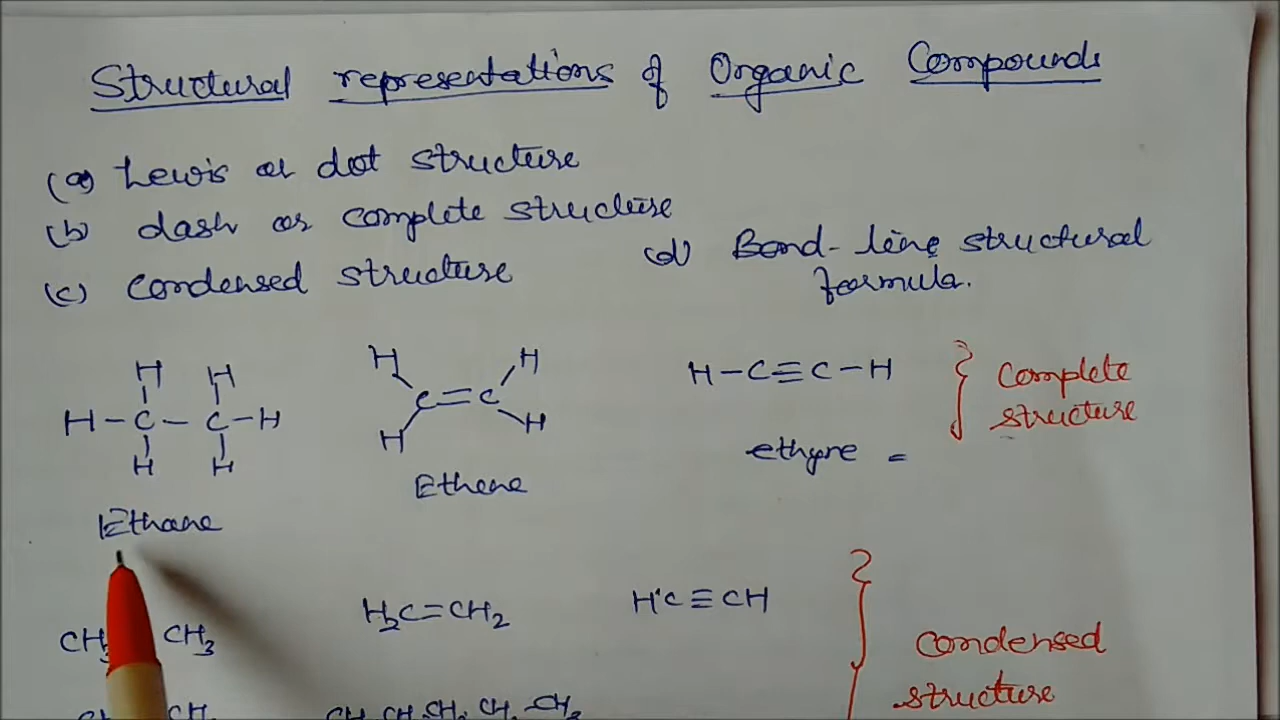 Structural representations of Organic Compounds
(a) Lewis or dot structure
(b) dash or complete structure
(c) Condensed structure
(d) Bond-line structural
formula.
H H
H-C-C-H
H H
Ethane
H H
C=C
H H
Ethene
H-C≡C-H
ethyne =
} Complete
structure
CH3 CH3
H2C=CH2
HC≡CH
} Condensed
structure